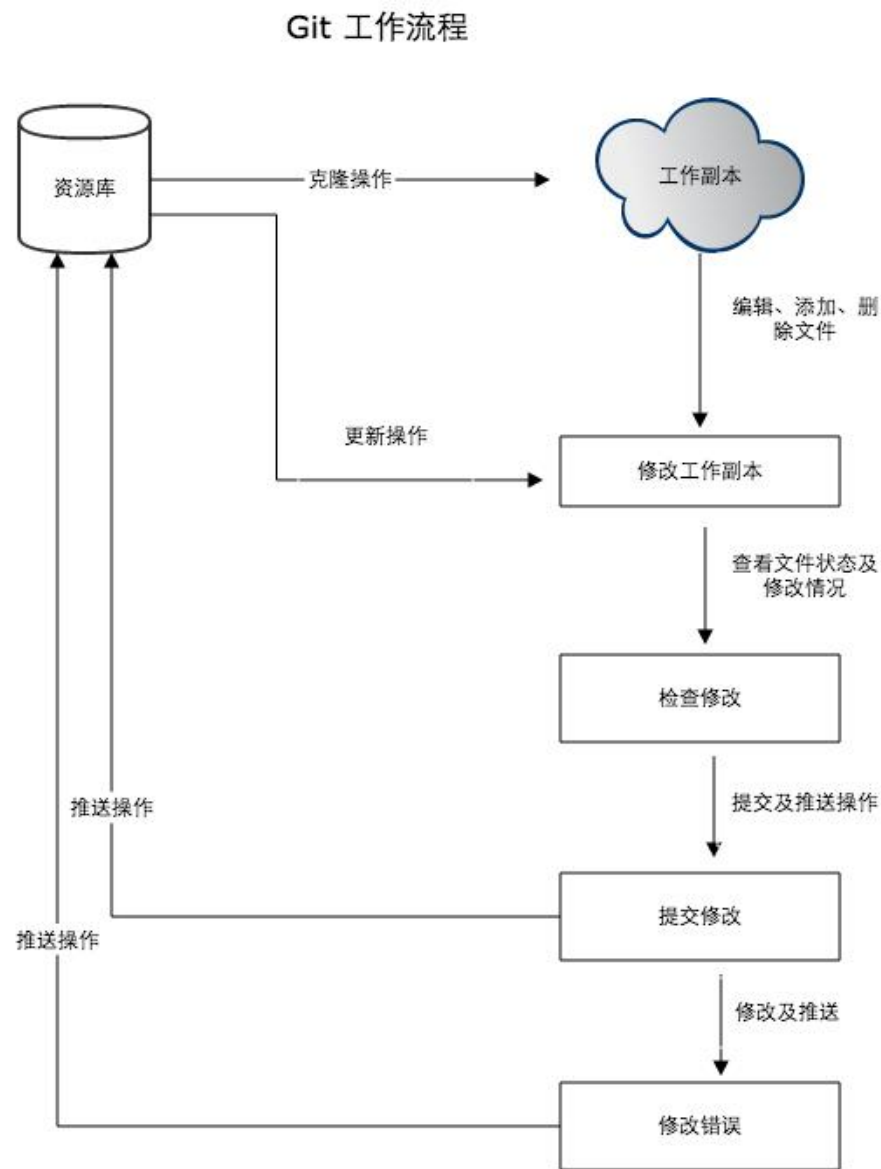 Git 工作流程
资源库
克隆操作
工作副本
编辑、添加、删
除文件
更新操作
修改工作副本
查看文件状态及
修改情况
检查修改
推送操作
提交及推送操作
提交修改
推送操作
修改及推送
修改错误